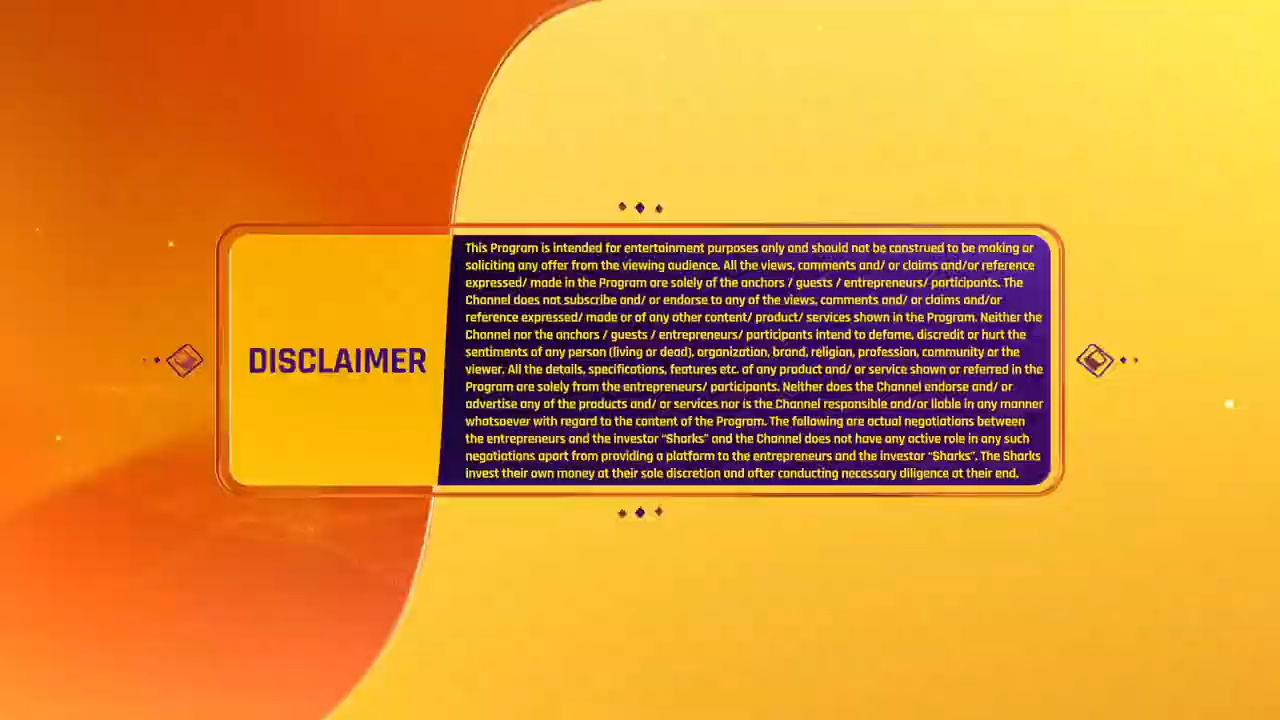 DISCLAIMER
This Program is intended for entertainment purposes only and should not be construed to be making or
soliciting any offer from the viewing audience. All the views, comments and/ or claims and/or reference
expressed/ made in the Program are solely of the anchors / guests / entrepreneurs/ participants. The
Channel does not subscribe and/ or endorse to any of the views, comments and/ or claims and/or
reference expressed/ made or of any other content/ product/ services shown in the Program. Neither the
Channel nor the anchors / guests / entrepreneurs/ participants intend to defame, discredit or hurt the
sentiments of any person (living or dead), organization, brand, religion, profession, community or the
viewer. All the details, specifications, features etc. of any product and/ or service shown or referred in the
Program are solely from the entrepreneurs/ participants. Neither does the Channel endorse and/ or
advertise any of the products and/ or services nor is the Channel responsible and/or liable in any manner
whatsoever with regard to the content of the Program. The following are actual negotiations between
the entrepreneurs and the investor “Sharks” and the Channel does not have any active role in any such
negotiations apart from providing a platform to the entrepreneurs and the investor “Sharks”. The Sharks
invest their own money at their sole discretion and after conducting necessary diligence at their end.